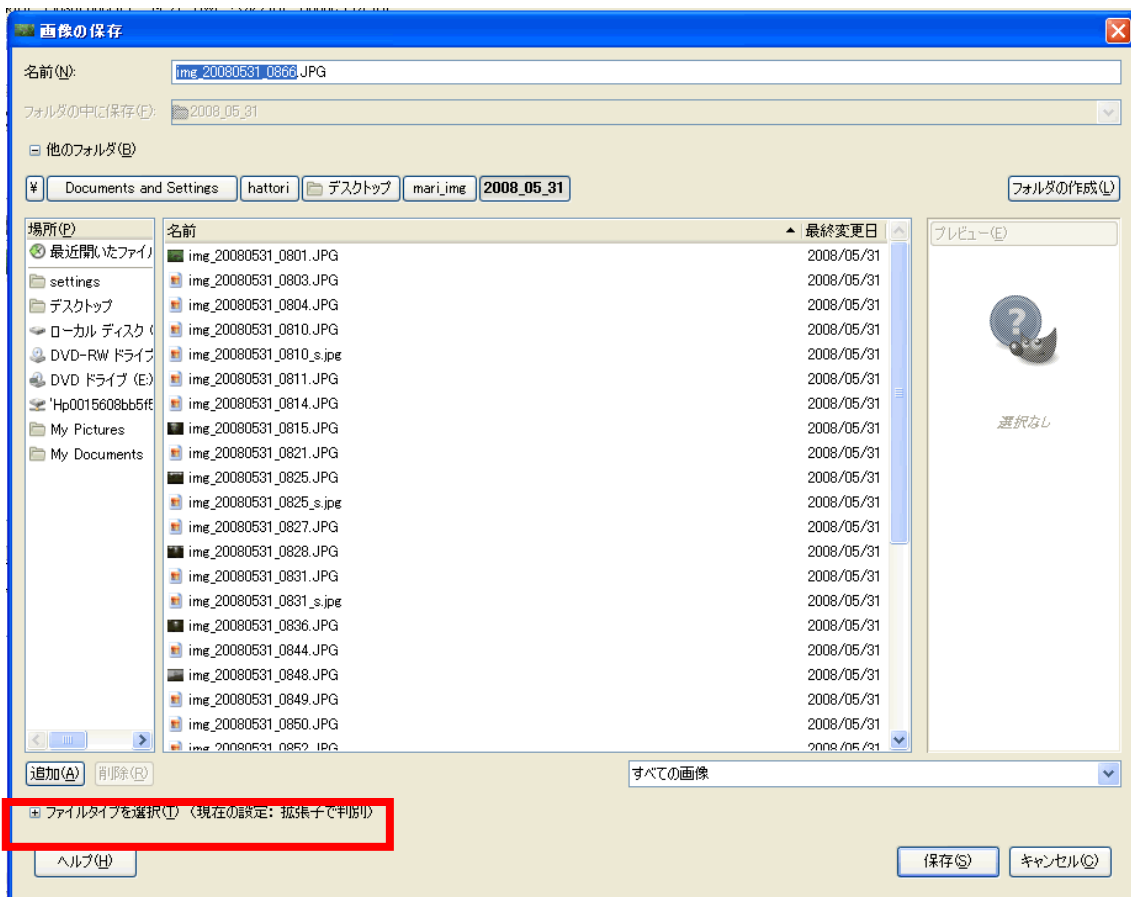 画像の保存
名前(N):
img_20080531_0866.JPG
フォルダの中に保存(F):
2008_05_31
他のフォルダ(B)
¥
Documents and Settings
hattori
デスクトップ
mari_img
2008_05_31
フォルダの作成(L)
場所(P)
最近開いたファイ
settings
デスクトップ
ローカル ディスク (
DVD-RW ドライブ
DVD ドライブ (E:)
'Hp0015608bb5f
My Pictures
My Documents
名前 最終変更日
img_20080531_0801.JPG 2008/05/31
img_20080531_0803.JPG 2008/05/31
img_20080531_0804.JPG 2008/05/31
img_20080531_0810.JPG 2008/05/31
img_20080531_0810_s.jpg 2008/05/31
img_20080531_0811.JPG 2008/05/31
img_20080531_0814.JPG 2008/05/31
img_20080531_0815.JPG 2008/05/31
img_20080531_0821.JPG 2008/05/31
img_20080531_0825.JPG 2008/05/31
img_20080531_0825_s.jpg 2008/05/31
img_20080531_0827.JPG 2008/05/31
img_20080531_0828.JPG 2008/05/31
img_20080531_0831.JPG 2008/05/31
img_20080531_0831_s.jpg 2008/05/31
img_20080531_0836.JPG 2008/05/31
img_20080531_0844.JPG 2008/05/31
img_20080531_0848.JPG 2008/05/31
img_20080531_0849.JPG 2008/05/31
img_20080531_0850.JPG 2008/05/31
img_20080531_0852.JPG 2008/05/31
プレビュー(E)
選択なし
追加(A)
削除(R)
すべての画像
ファイルタイプを選択(T) (現在の設定: 拡張子で判別)
ヘルプ(H)
保存(S)
キャンセル(C)